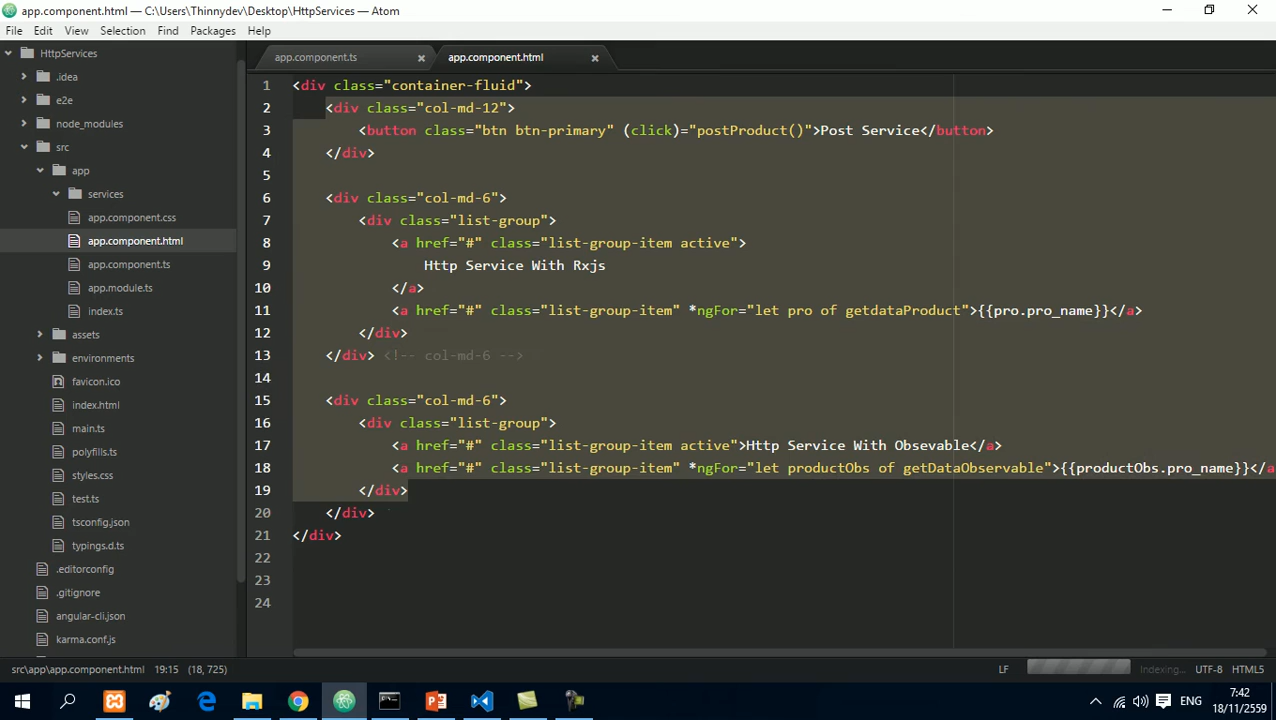 app.component.html — C:\Users\Thinnydev\Desktop\HttpServices — Atom
File Edit View Selection Find Packages Help
HttpServices
.idea
e2e
node_modules
src
app
services
app.component.css
app.component.html
app.component.ts
app.module.ts
index.ts
assets
environments
favicon.ico
index.html
main.ts
polyfills.ts
styles.css
test.ts
tsconfig.json
typings.d.ts
.editorconfig
.gitignore
angular-cli.json
karma.conf.js
app.component.ts app.component.html
1 <div class="container-fluid">
2 <div class="col-md-12">
3 <button class="btn btn-primary" (click)="postProduct()">Post Service</button>
4 </div>
5
6 <div class="col-md-6">
7 <div class="list-group">
8 <a href="#" class="list-group-item active">
9 Http Service With Rxjs
10 </a>
11 <a href="#" class="list-group-item" *ngFor="let pro of getdataProduct">{{pro.pro_name}}</a>
12 </div>
13 </div> <!-- col-md-6 -->
14
15 <div class="col-md-6">
16 <div class="list-group">
17 <a href="#" class="list-group-item active">Http Service With Obsevable</a>
18 <a href="#" class="list-group-item" *ngFor="let productObs of getDataObservable">{{productObs.pro_name}}</a
19 </div>
20 </div>
21 </div>
22
23
24
src\app\app.component.html 19:15 (18, 725) LF Indexing... UTF-8 HTML5
ENG
7:42
18/11/2559